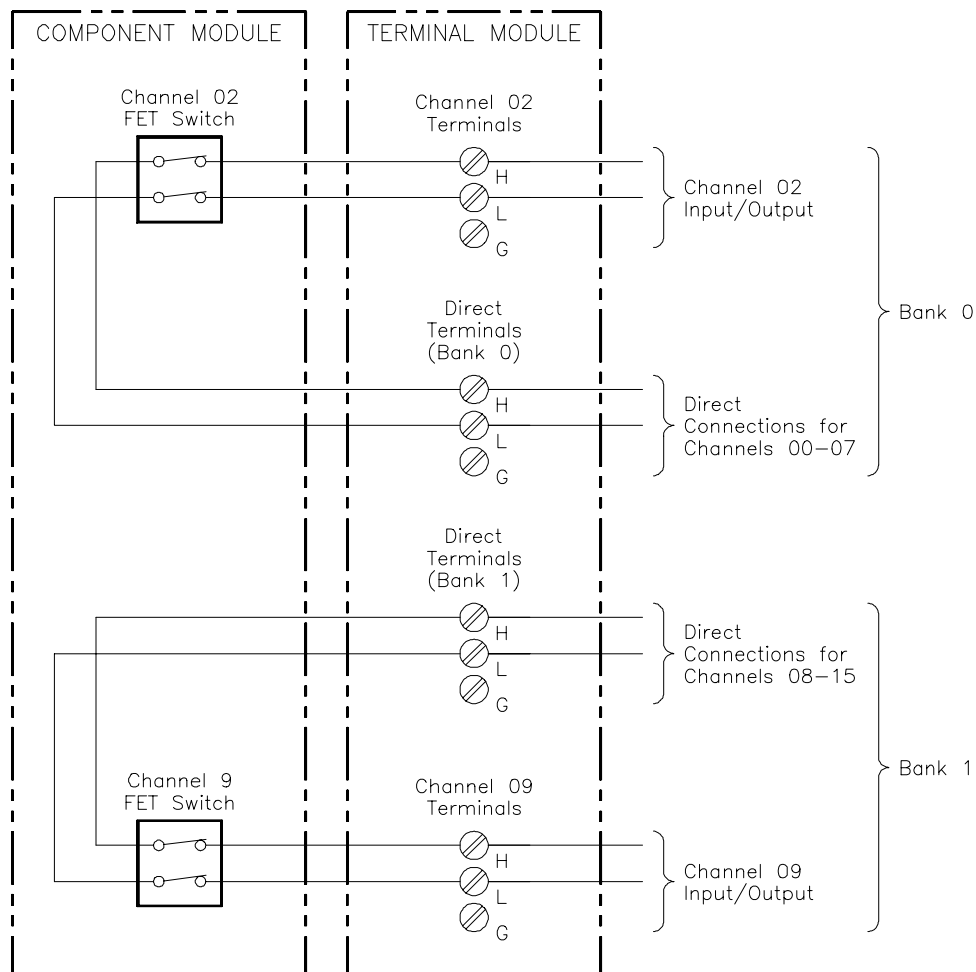 COMPONENT MODULE
TERMINAL MODULE
Channel 02
FET Switch
Channel 02
Terminals
H
L
G
Channel 02
Input/Output
Direct
Terminals
(Bank 0)
H
L
G
Direct
Connections for
Channels 00-07
Bank 0
Direct
Terminals
(Bank 1)
H
L
G
Direct
Connections for
Channels 08-15
Channel 9
FET Switch
Channel 09
Terminals
H
L
G
Channel 09
Input/Output
Bank 1